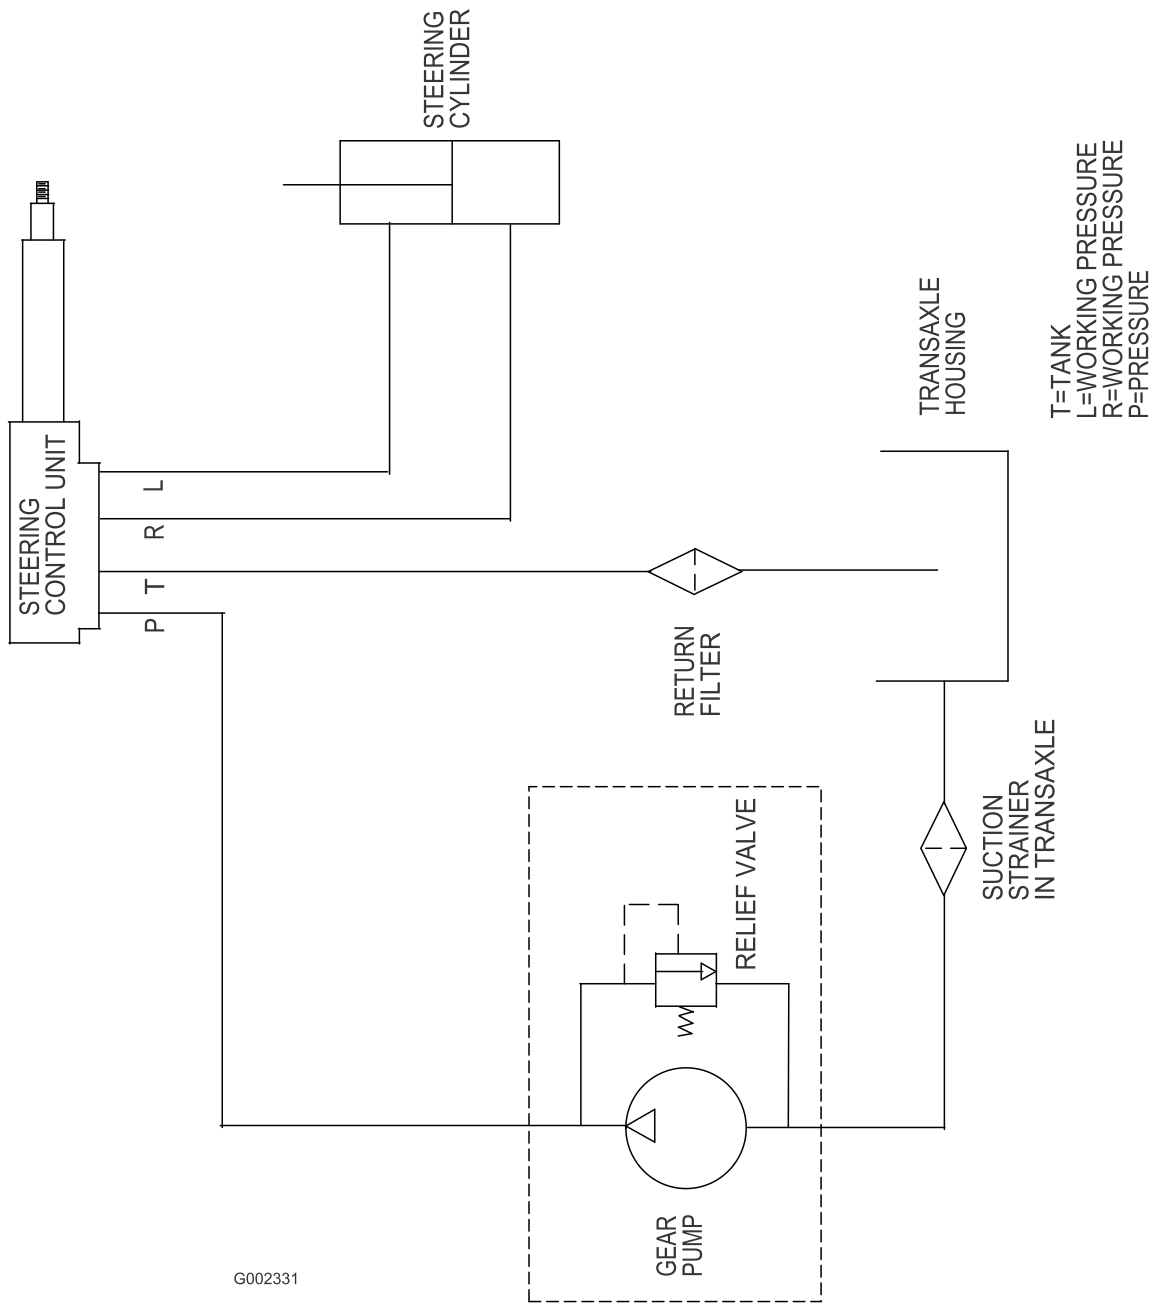 STEERING
CONTROL UNIT
L
R
T
P
STEERING
CYLINDER
TRANSAXLE
HOUSING
T=TANK
L=WORKING PRESSURE
R=WORKING PRESSURE
P=PRESSURE
RETURN
FILTER
SUCTION
STRAINER
IN TRANSAXLE
RELIEF VALVE
GEAR
PUMP
G002331